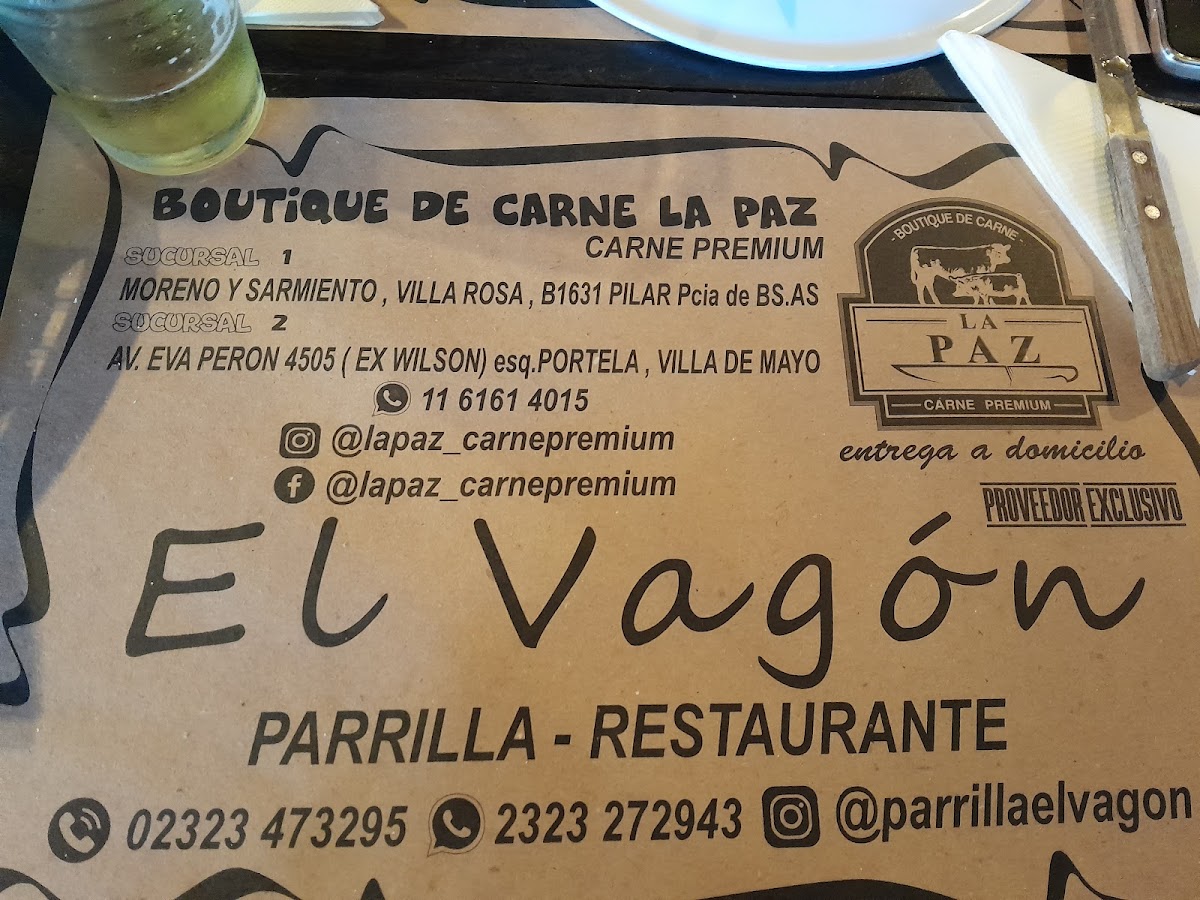 BOUTiQUE DE CARNE LA PAZ
CARNE PREMIUM
SUCURSAL 1
MORENO Y SARMIENTO , VILLA ROSA , B1631 PILAR Pcia de BS.AS
SUCURSAL 2
AV. EVA PERON 4505 ( EX WILSON) esq.PORTELA , VILLA DE MAYO
11 6161 4015
@lapaz_carnepremium
@lapaz_carnepremium
- BOUTIQUE DE CARNE -
LA
PAZ
CARNE PREMIUM
entrega a domicilio
PROVEEDOR EXCLUSIVO
El Vagón
PARRILLA - RESTAURANTE
02323 473295 2323 272943 @parrillaelvagon